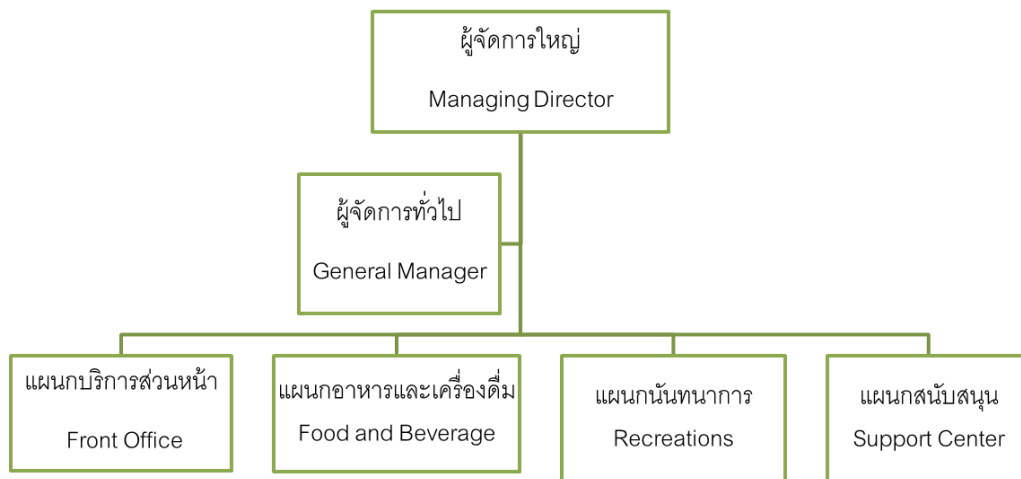 ผู้จัดการใหญ่
Managing Director
ผู้จัดการทั่วไป
General Manager
แผนกบริการส่วนหน้า
Front Office
แผนกอาหารและเครื่องดื่ม
Food and Beverage
แผนกนันทนาการ
Recreations
แผนกสนับสนุน
Support Center